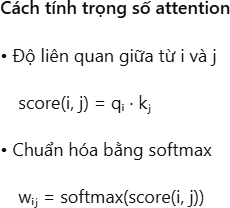 Cách tính trọng số attention
• Độ liên quan giữa từ i và j
score(i, j) = qᵢ · kⱼ
• Chuẩn hóa bằng softmax
wᵢⱼ = softmax(score(i, j))